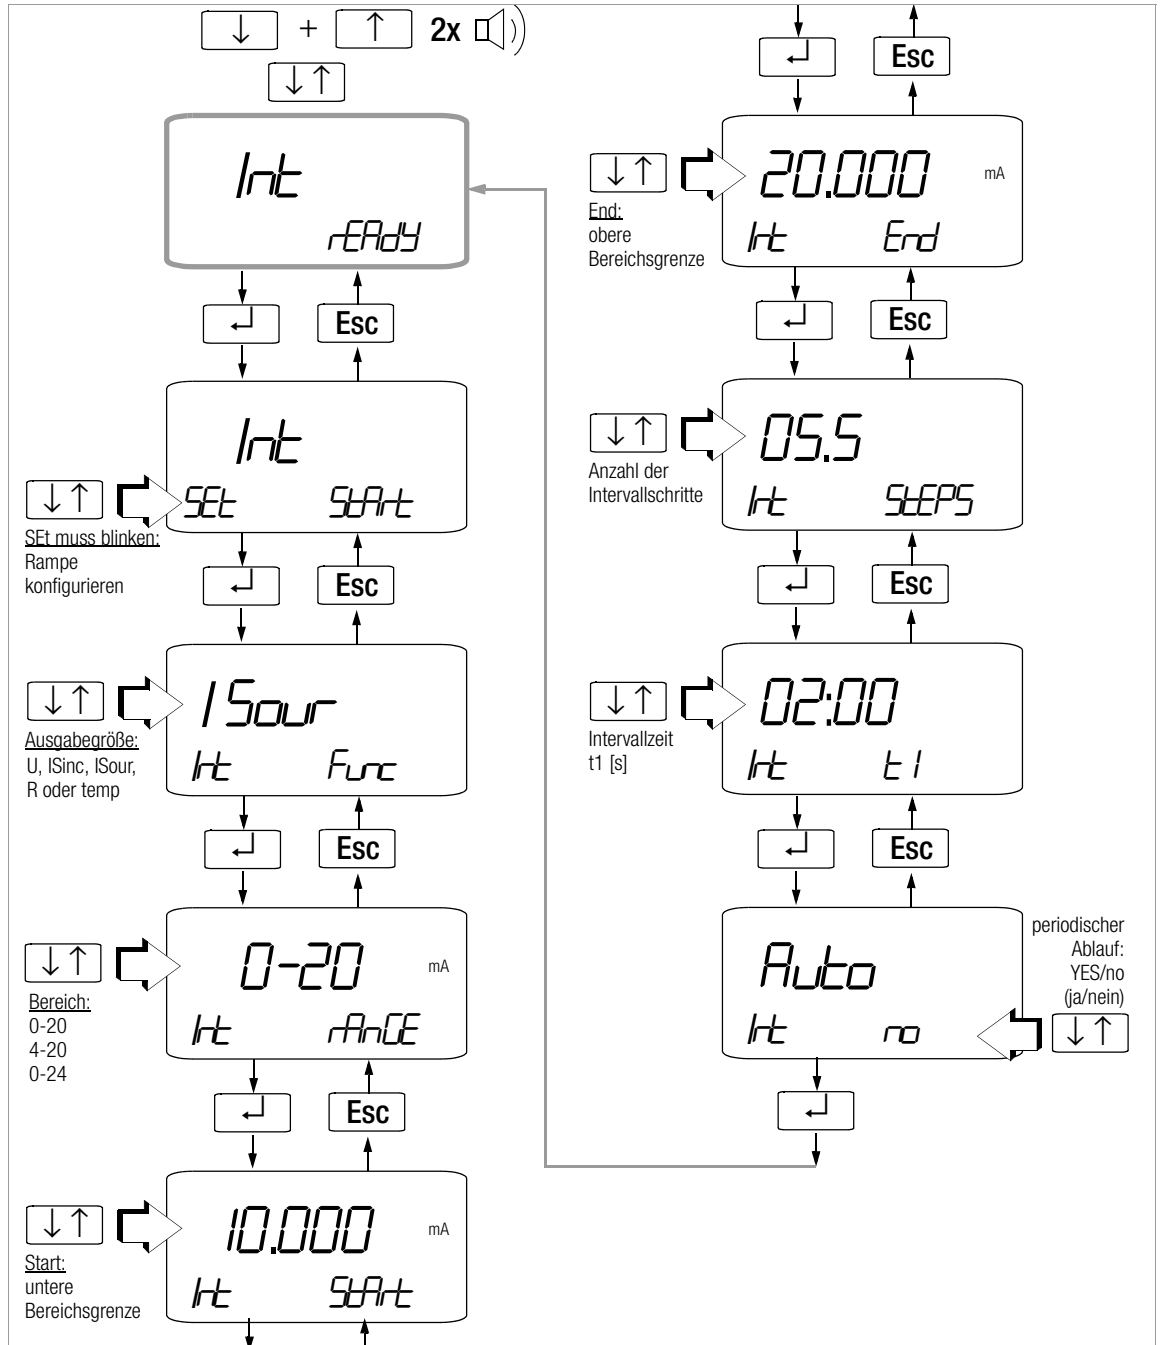 ↓ + ↑ 2x
↓↑
Int
rEAdY
↵ Esc
Int
↓↑ SEt StArt
SEt muss blinken:
Rampe
konfigurieren
↵ Esc
↓↑ ISour
Ausgabegröße:
U, ISinc, ISour,
R oder temp
Int Func
↵ Esc
↓↑ 0-20 mA
Bereich:
0-20
4-20
0-24
Int rAnGE
↵ Esc
↓↑ 10.000 mA
Start:
untere
Bereichsgrenze
Int StArt
↵ Esc
↓↑ 20.000 mA
End:
obere
Bereichsgrenze
Int End
↵ Esc
↓↑ 05.5
Anzahl der
Intervallschritte
Int StEPS
↵ Esc
↓↑ 02:00
Intervallzeit
t1 [s]
Int t1
↵ Esc
Auto
Int no
periodischer
Ablauf:
YES/no
(ja/nein)
↓↑
↵